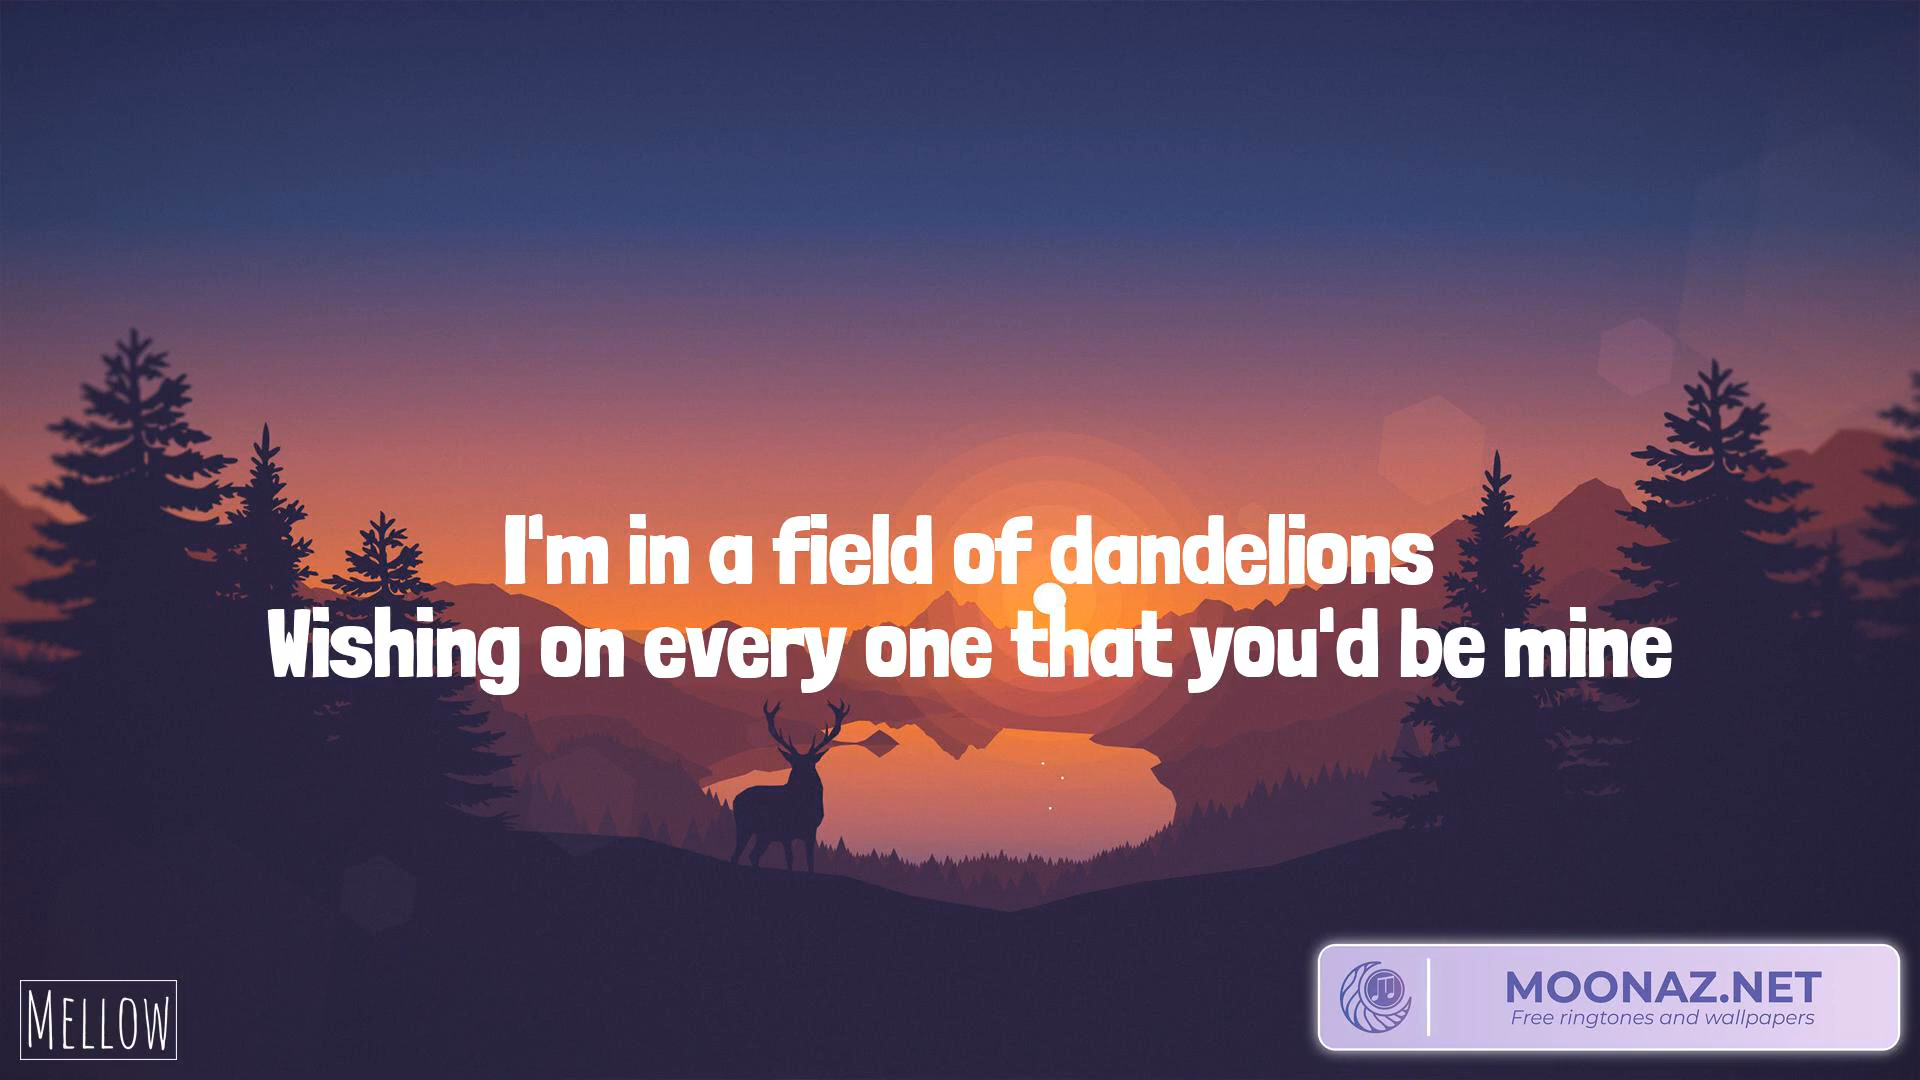 I'm in a field of dandelions
Wishing on every one that you'd be mine
MELLOW
MOONAZ.NET
Free ringtones and wallpapers